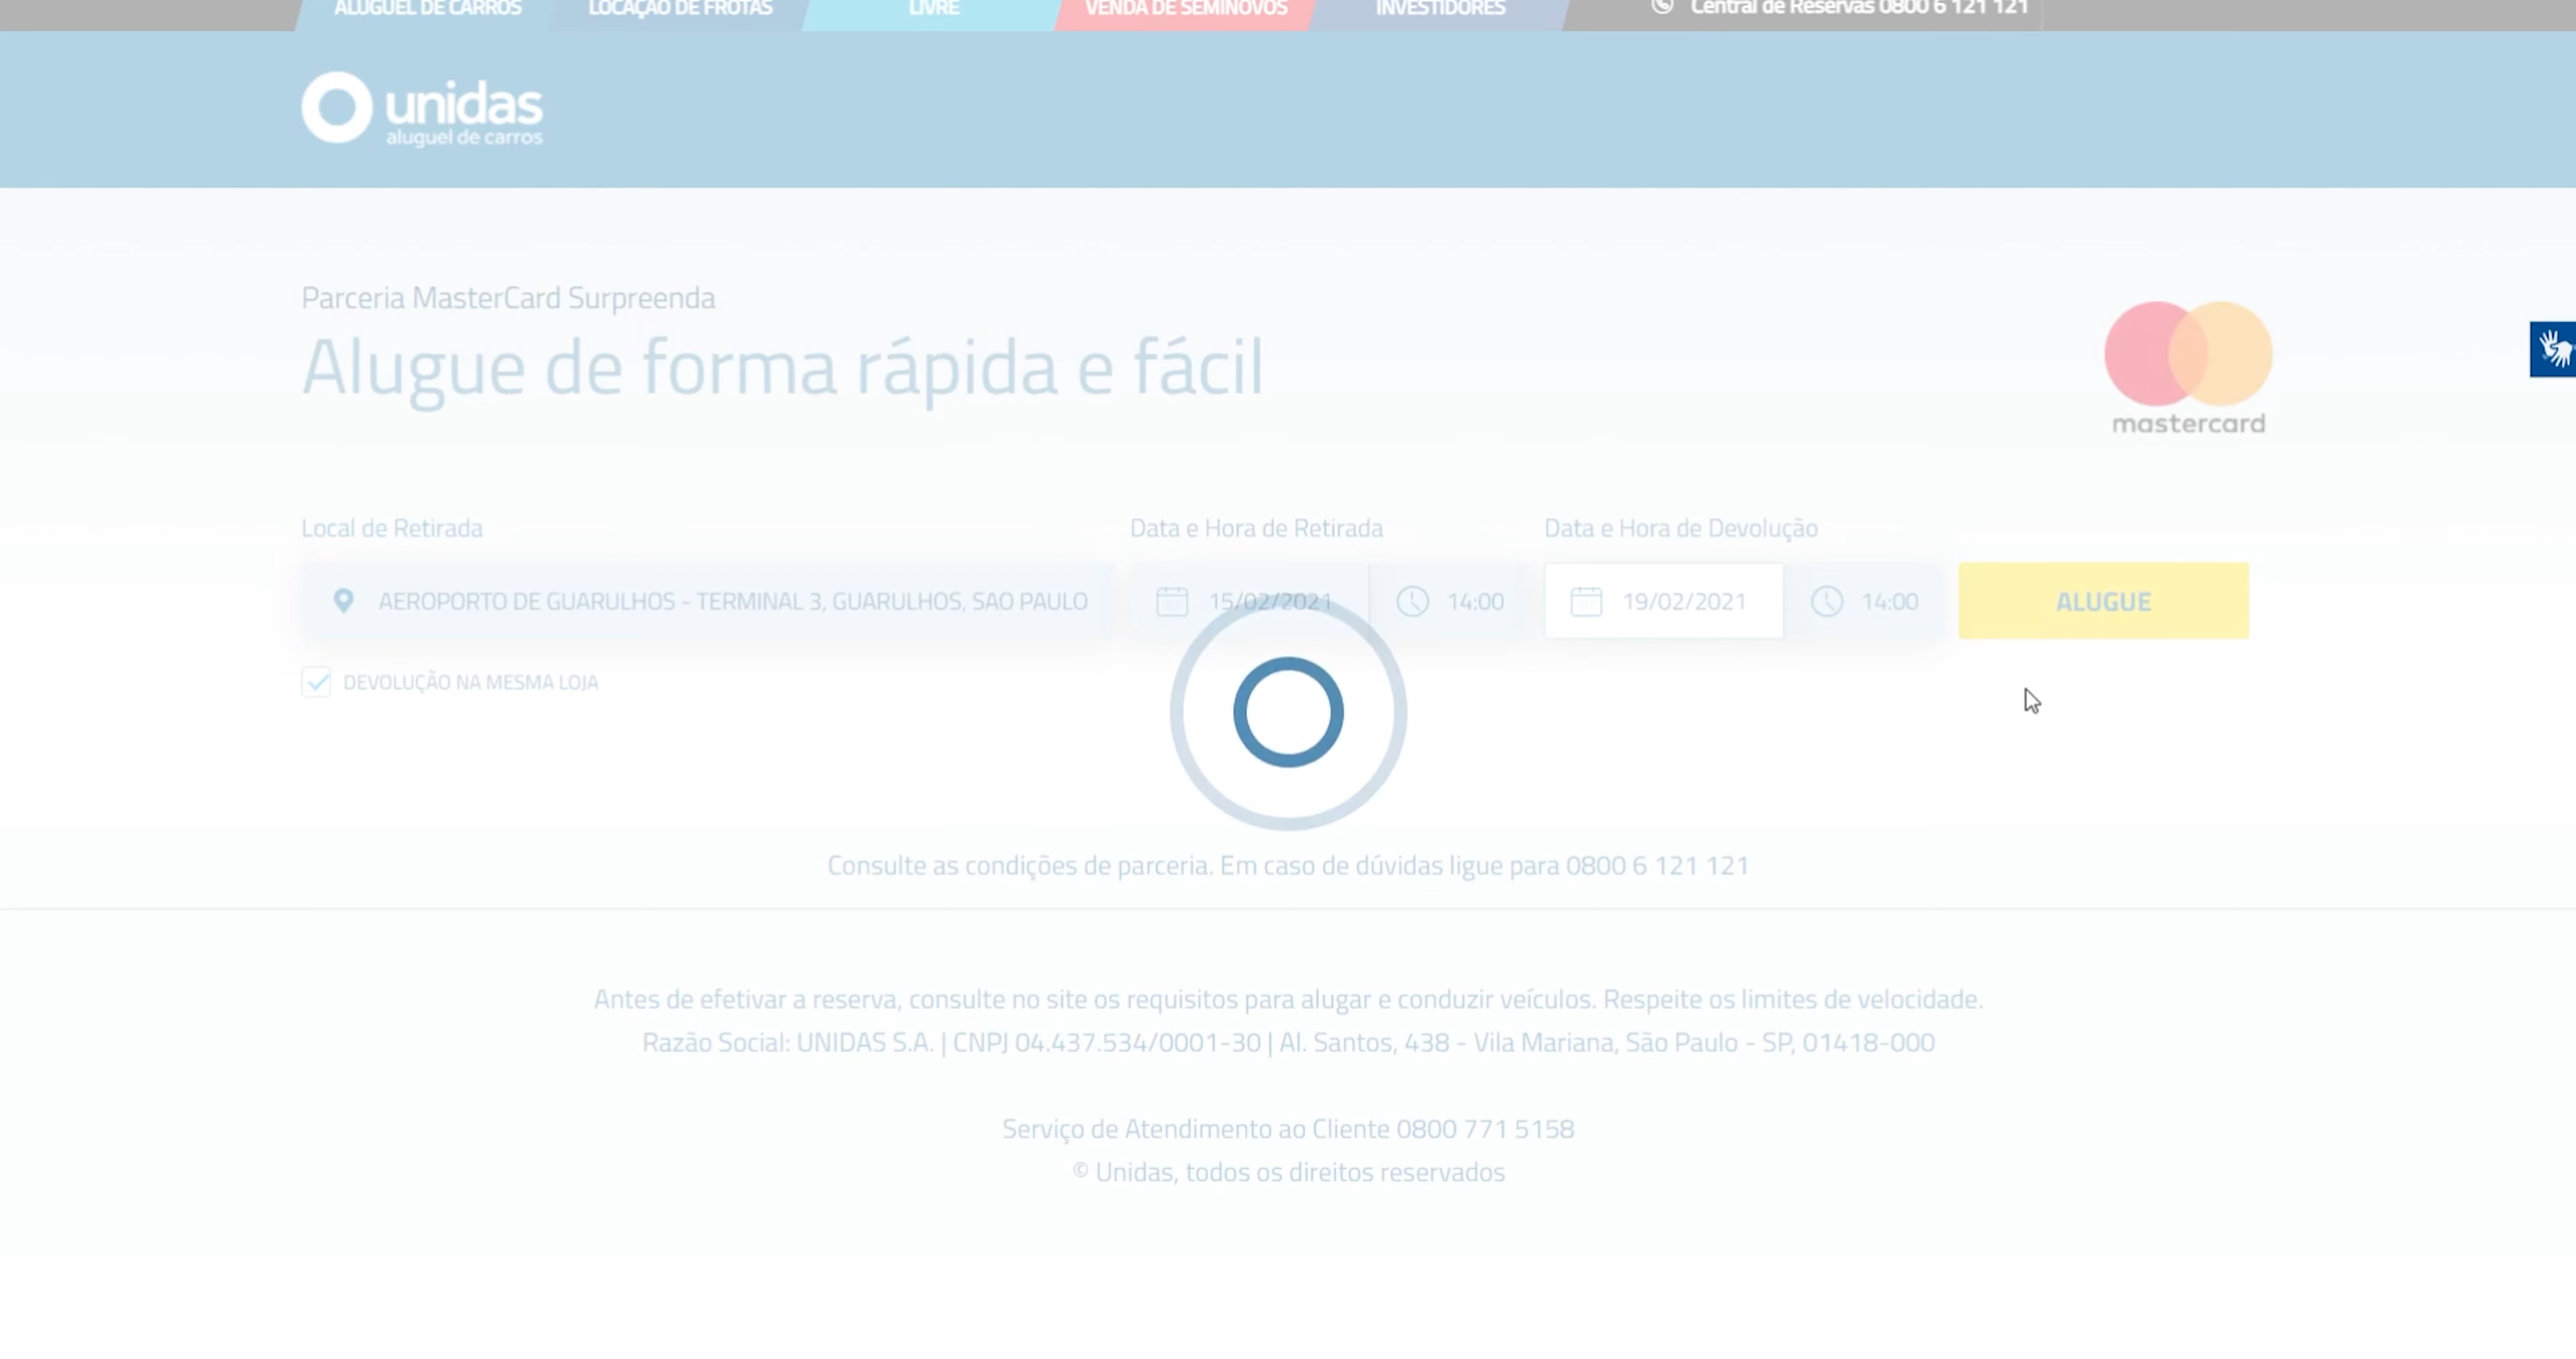 ALUGUEL DE CARROS LOCAÇÃO DE FROTAS LIVRE VENDA DE SEMINOVOS INVESTIDORES Central de Reservas 0800 6 121 121
unidas
aluguel de carros
Parceria MasterCard Surpreenda
Alugue de forma rápida e fácil
mastercard
Local de Retirada Data e Hora de Retirada Data e Hora de Devolução
AEROPORTO DE GUARULHOS - TERMINAL 3, GUARULHOS, SAO PAULO 15/02/2021 14:00 19/02/2021 14:00 ALUGUE
DEVOLUÇÃO NA MESMA LOJA
Consulte as condições de parceria. Em caso de dúvidas ligue para 0800 6 121 121
Antes de efetivar a reserva, consulte no site os requisitos para alugar e conduzir veículos. Respeite os limites de velocidade.
Razão Social: UNIDAS S.A. | CNPJ 04.437.534/0001-30 | Al. Santos, 438 - Vila Mariana, São Paulo - SP, 01418-000
Serviço de Atendimento ao Cliente 0800 771 5158
© Unidas, todos os direitos reservados